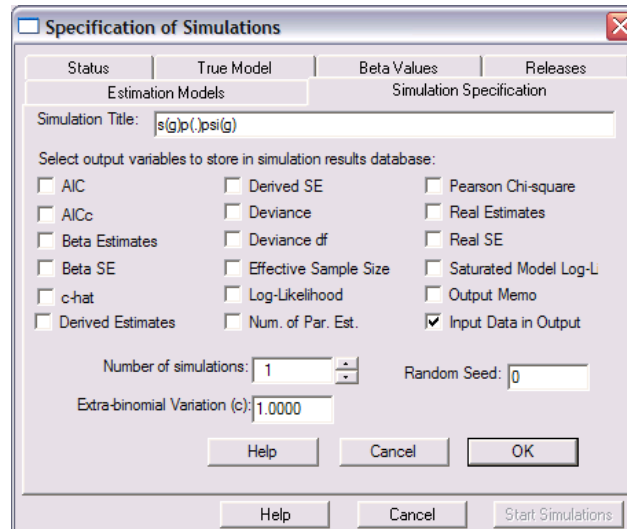 Specification of Simulations
Status True Model Beta Values Releases
Estimation Models Simulation Specification
Simulation Title: s(g)p(.)psi(g)
Select output variables to store in simulation results database:
AIC Derived SE Pearson Chi-square
AICc Deviance Real Estimates
Beta Estimates Deviance df Real SE
Beta SE Effective Sample Size Saturated Model Log-Li
c-hat Log-Likelihood Output Memo
Derived Estimates Num. of Par. Est. Input Data in Output
Number of simulations: 1 Random Seed: 0
Extra-binomial Variation (c): 1.0000
Help Cancel OK
Help Cancel Start Simulations